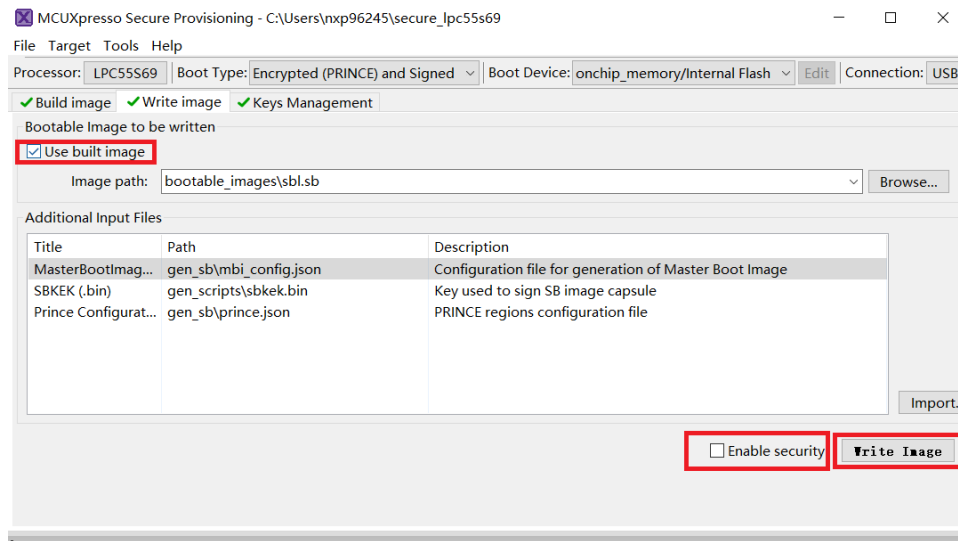 MCUXpresso Secure Provisioning - C:\Users\nxp96245\secure_lpc55s69
File Target Tools Help
Processor: LPC55S69 Boot Type: Encrypted (PRINCE) and Signed Boot Device: onchip_memory/Internal Flash Edit Connection: USB
Build image Write image Keys Management
Bootable Image to be written
Use built image
Image path: bootable_images\sbl.sb Browse...
Additional Input Files
Title Path Description
MasterBootImag... gen_sb\mbi_config.json Configuration file for generation of Master Boot Image
SBKEK (.bin) gen_scripts\sbkek.bin Key used to sign SB image capsule
Prince Configurat... gen_sb\prince.json PRINCE regions configuration file
Import.
Enable security Write Image